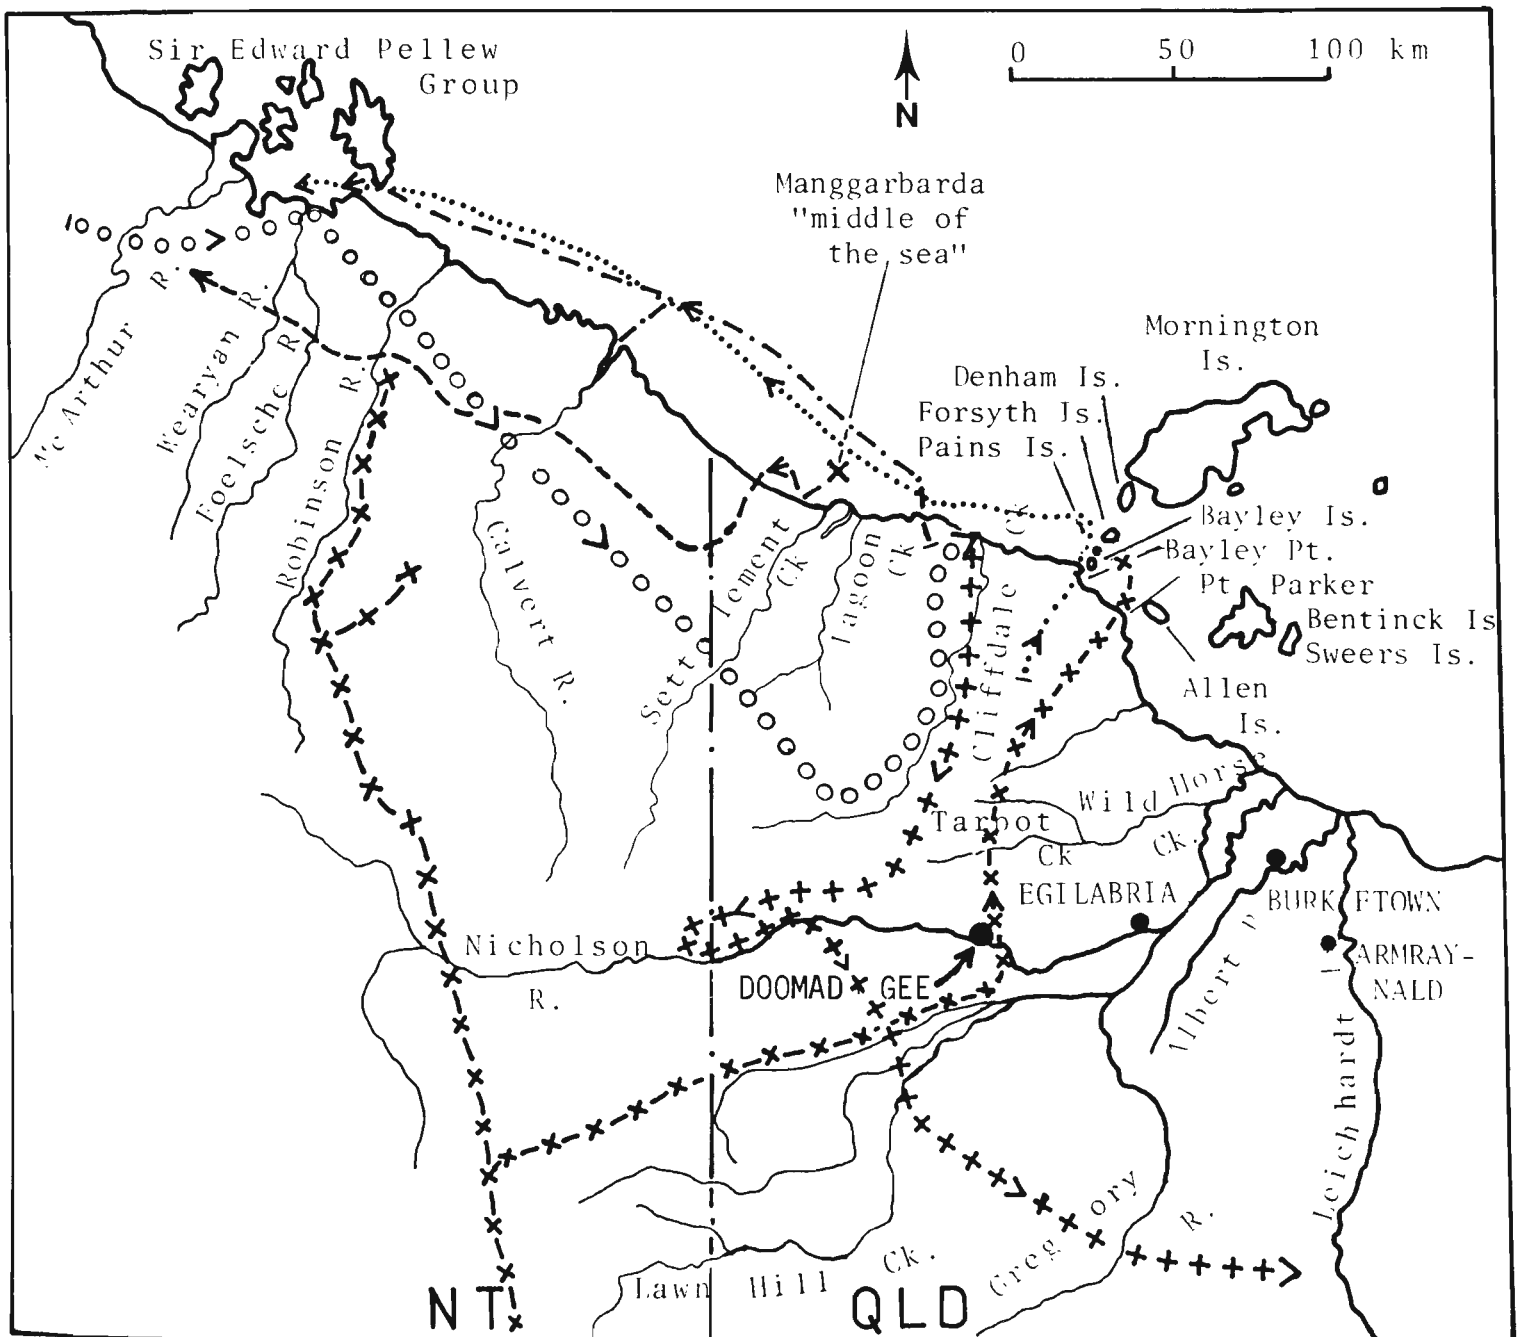 Sir Edward Pellew
Group
0 50 100 km
N
Manggarbarda
"middle of
the sea"
Mornington
Is.
Denham Is.
Forsyth Is.
Pains Is.
Bayley Is.
Bayley Pt.
Pt. Parker
Bentinck Is
Sweers Is.
Allen
Is.
McArthur R.
Wearyan R.
Foelsche R.
Robinson R.
Calvert R.
Settlement
Ck
Lagoon
Ck
Cliffdale Ck
Wild Horse
Ck.
Tarbot
Ck
EGILABRIA
BURKETOWN
ARMRAY-
NALD
Nicholson
R.
DOOMADGEE
Albert R
Leichhardt
Gregory R.
Lawn Hill Ck.
NT QLD